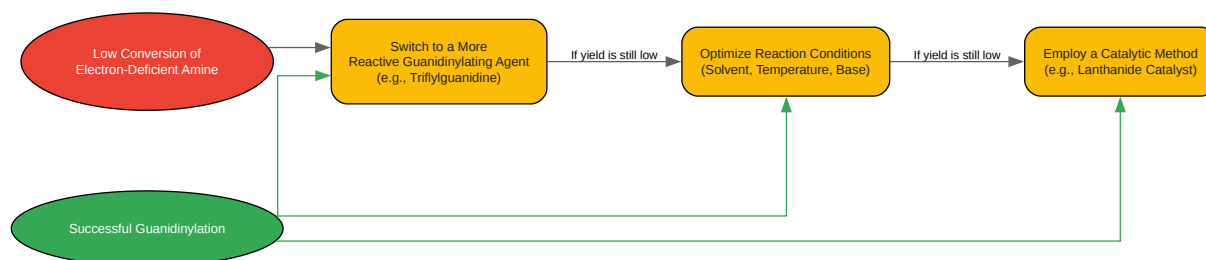 Low Conversion of
Electron-Deficient Amine
Switch to a More
Reactive Guanidinylating Agent
(e.g., Triflylguanidine)
If yield is still low
Optimize Reaction Conditions
(Solvent, Temperature, Base)
If yield is still low
Employ a Catalytic Method
(e.g., Lanthanide Catalyst)
Successful Guanidinylation